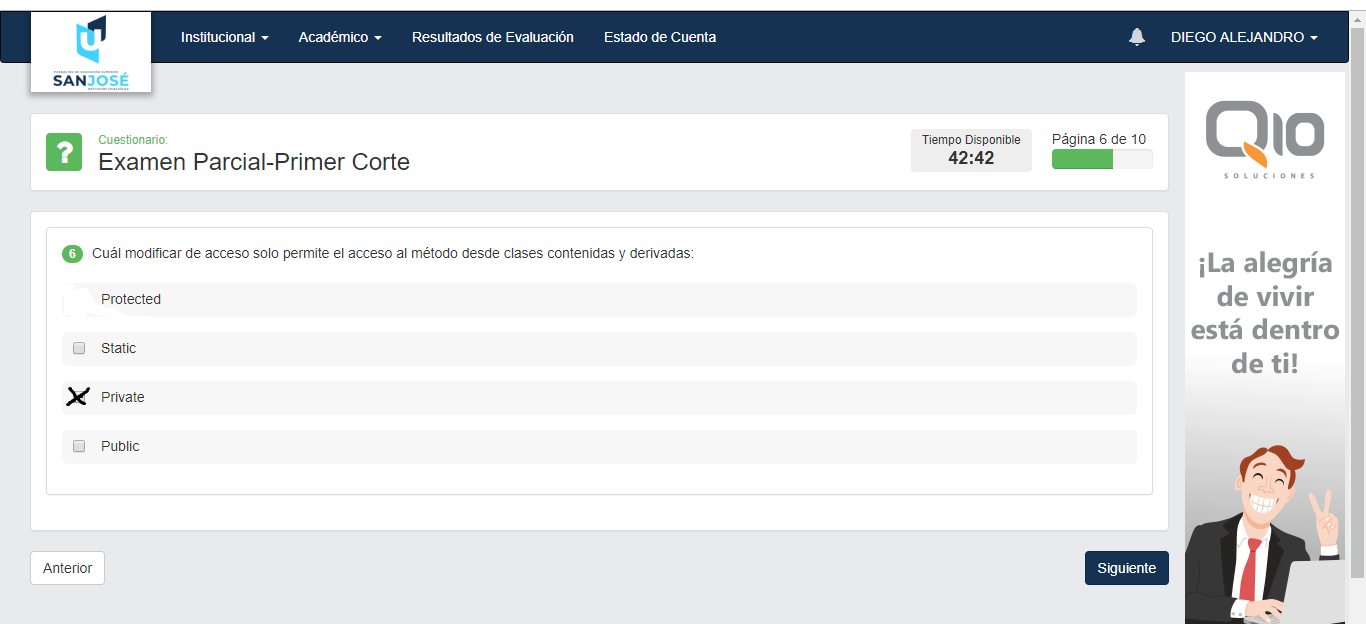 Institucional
Académico
Resultados de Evaluación
Estado de Cuenta
DIEGO ALEJANDRO
U
SANJOSÉ
Cuestionario:
Examen Parcial-Primer Corte
Tiempo Disponible
42:42
Página 6 de 10
QIO
SOLUCIONES
6 Cuál modificar de acceso solo permite el acceso al método desde clases contenidas y derivadas:
Protected
Static
Private
Public
Anterior
Siguiente
¡La alegría
de vivir
está dentro
de ti!